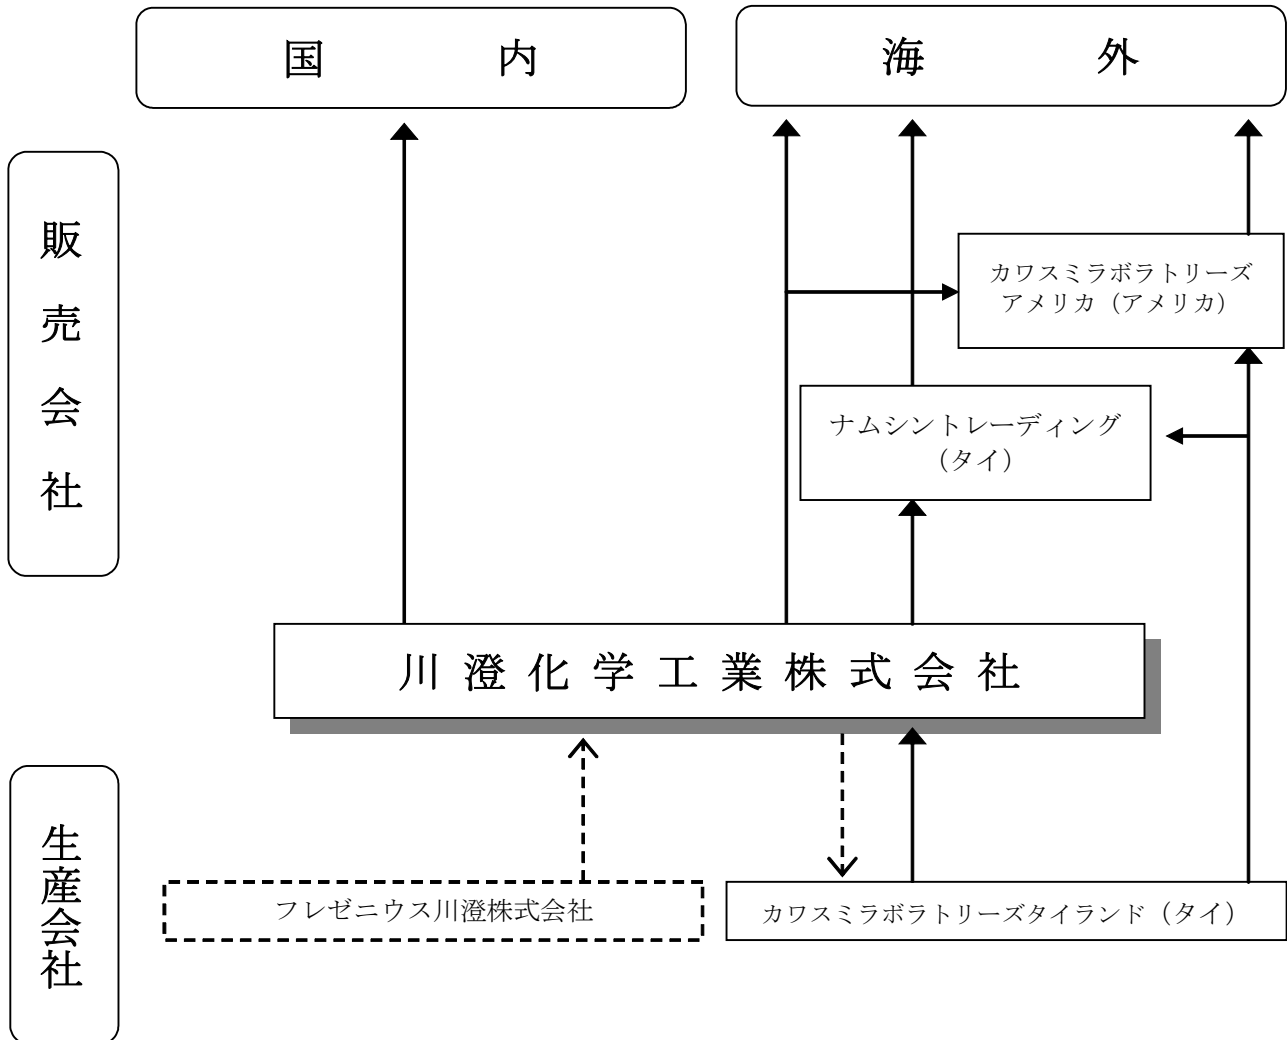 国内
海外
販売会社
カワスミラボラトリーズ
アメリカ（アメリカ）
ナムシントレーディング
（タイ）
川澄化学工業株式会社
生産会社
フレゼニウス川澄株式会社
カワスミラボラトリーズタイランド（タイ）